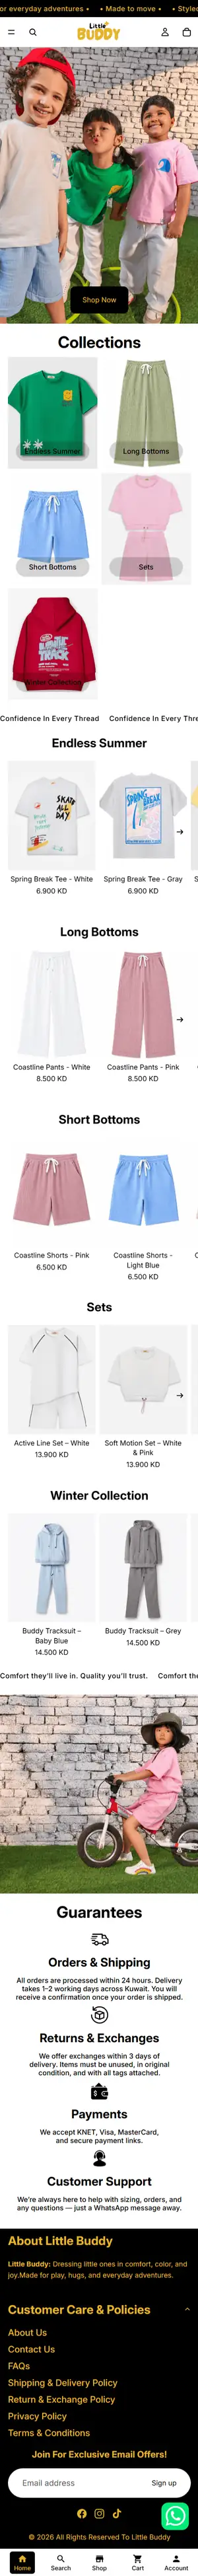 or everyday adventures • • Made to move • • Style
Little
BUDDY
Shop Now
Collections
Endless Summer
Long Bottoms
Short Bottoms
Sets
Winter Collection
Confidence In Every Thread Confidence In Every Thre
Endless Summer
SKATE
ALL
DAY
SPRING
BREAK
Spring Break Tee - White
6.900 KD
Spring Break Tee - Gray
6.900 KD
Long Bottoms
Coastline Pants - White
8.500 KD
Coastline Pants - Pink
8.500 KD
Short Bottoms
Coastline Shorts - Pink
6.500 KD
Coastline Shorts -
Light Blue
6.500 KD
Sets
Active Line Set – White
13.900 KD
Soft Motion Set – White
& Pink
13.900 KD
Winter Collection
Buddy Tracksuit –
Baby Blue
14.500 KD
Buddy Tracksuit – Grey
14.500 KD
Comfort they'll live in. Quality you'll trust. Comfort the
Guarantees
Orders & Shipping
All orders are processed within 24 hours. Delivery
takes 1–2 working days across Kuwait. You will
receive a confirmation once your order is shipped.
Returns & Exchanges
We offer exchanges within 3 days of
delivery. Items must be unused, in original
condition, and with all tags attached.
Payments
We accept KNET, Visa, MasterCard,
and secure payment links.
Customer Support
We're always here to help with sizing, orders, and
any questions — just a WhatsApp message away.
About Little Buddy
Little Buddy: Dressing little ones in comfort, color, and
joy.Made for play, hugs, and everyday adventures.
Customer Care & Policies
About Us
Contact Us
FAQs
Shipping & Delivery Policy
Return & Exchange Policy
Privacy Policy
Terms & Conditions
Join For Exclusive Email Offers!
Email address
Sign up
© 2026 All Rights Reserved To Little Buddy
Home
Search
Shop
Cart
Account